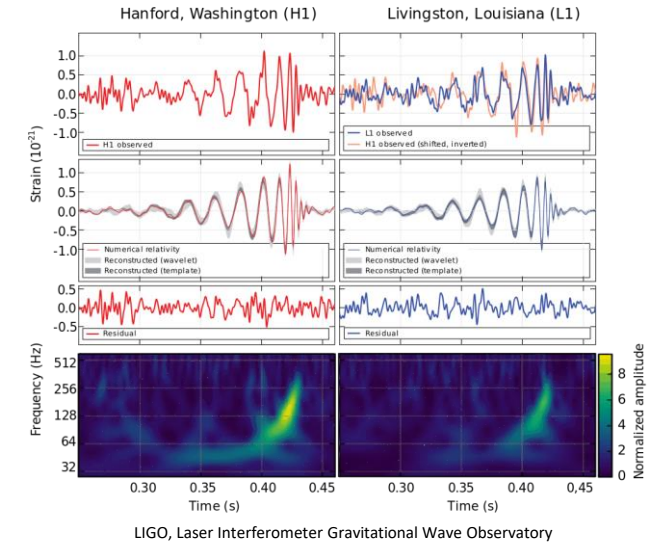 Hanford, Washington (H1)
Livingston, Louisiana (L1)
Strain (10⁻²¹)
1.0
0.5
0.0
-0.5
-1.0
H1 observed
L1 observed
H1 observed (shifted, inverted)
1.0
0.5
0.0
-0.5
-1.0
Numerical relativity
Reconstructed (wavelet)
Reconstructed (template)
Numerical relativity
Reconstructed (wavelet)
Reconstructed (template)
0.5
0.0
-0.5
Residual
Residual
Frequency (Hz)
512
256
128
64
32
0.30
0.35
0.40
0.45
Time (s)
0.30
0.35
0.40
0,45
Time (s)
8
6
4
2
0
Normalized amplitude
LIGO, Laser Interferometer Gravitational Wave Observatory